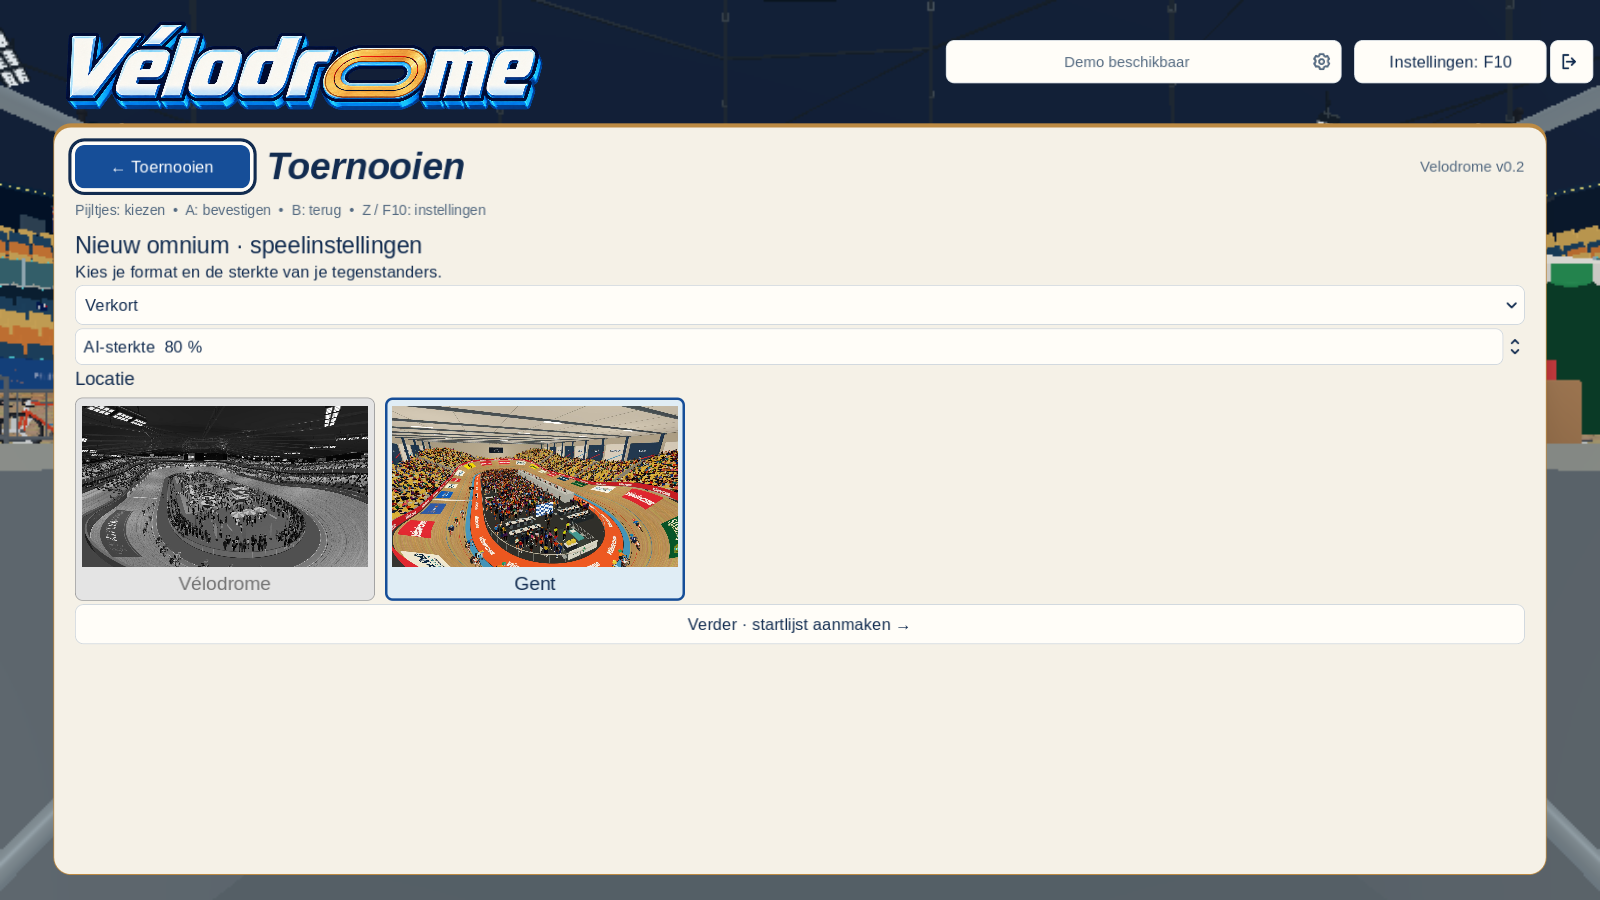 Vélodrome
Demo beschikbaar
Instellingen: F10
← Toernooien
Toernooien
Velodrome v0.2
Pijltjes: kiezen • A: bevestigen • B: terug • Z / F10: instellingen
Nieuw omnium · speelinstellingen
Kies je format en de sterkte van je tegenstanders.
Verkort
AI-sterkte 80 %
Locatie
Vélodrome
Gent
Verder · startlijst aanmaken →